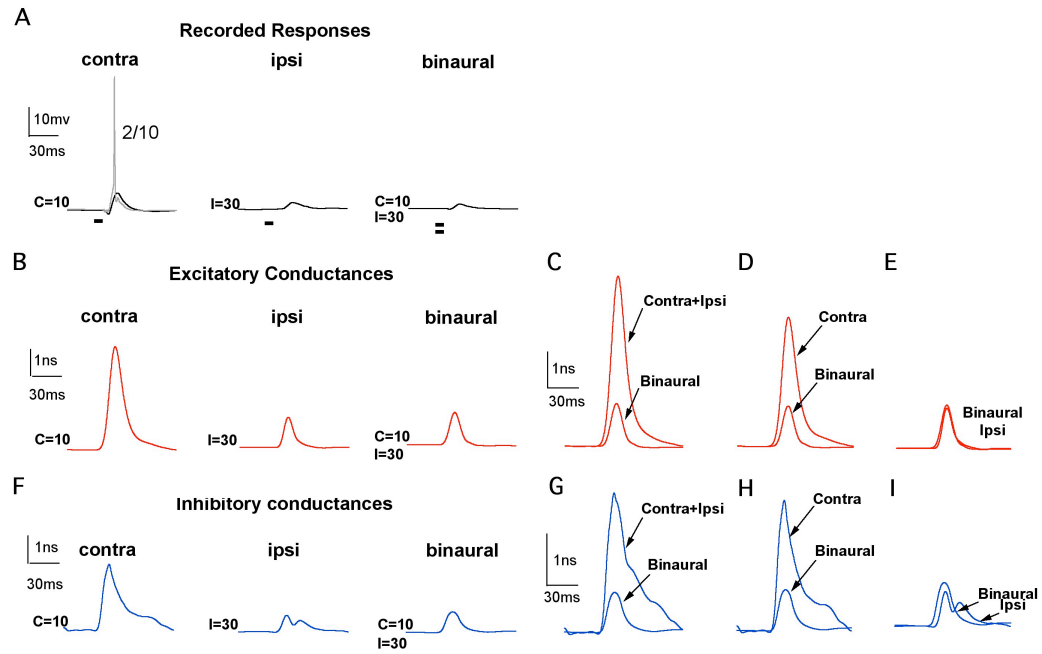 A
Recorded Responses
contra
ipsi
binaural
10mv
30ms
2/10
C=10
I=30
C=10
I=30
B
Excitatory Conductances
contra
ipsi
binaural
1ns
30ms
C=10
I=30
C=10
I=30
C
Contra+Ipsi
Binaural
1ns
30ms
D
Contra
Binaural
E
Binaural
Ipsi
F
Inhibitory conductances
contra
ipsi
binaural
1ns
30ms
C=10
I=30
C=10
I=30
G
Contra+Ipsi
Binaural
1ns
30ms
H
Contra
Binaural
I
Binaural
Ipsi